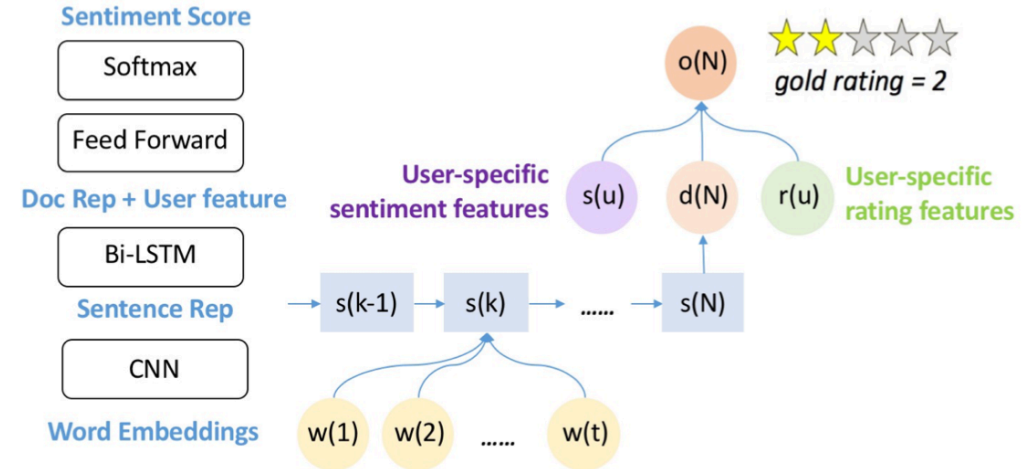 Sentiment Score
Softmax
Feed Forward
Doc Rep + User feature
Bi-LSTM
Sentence Rep
CNN
Word Embeddings
o(N)
gold rating = 2
User-specific
sentiment features
s(u)
d(N)
r(u)
User-specific
rating features
s(k-1)
s(k)
......
s(N)
w(1)
w(2)
......
w(t)